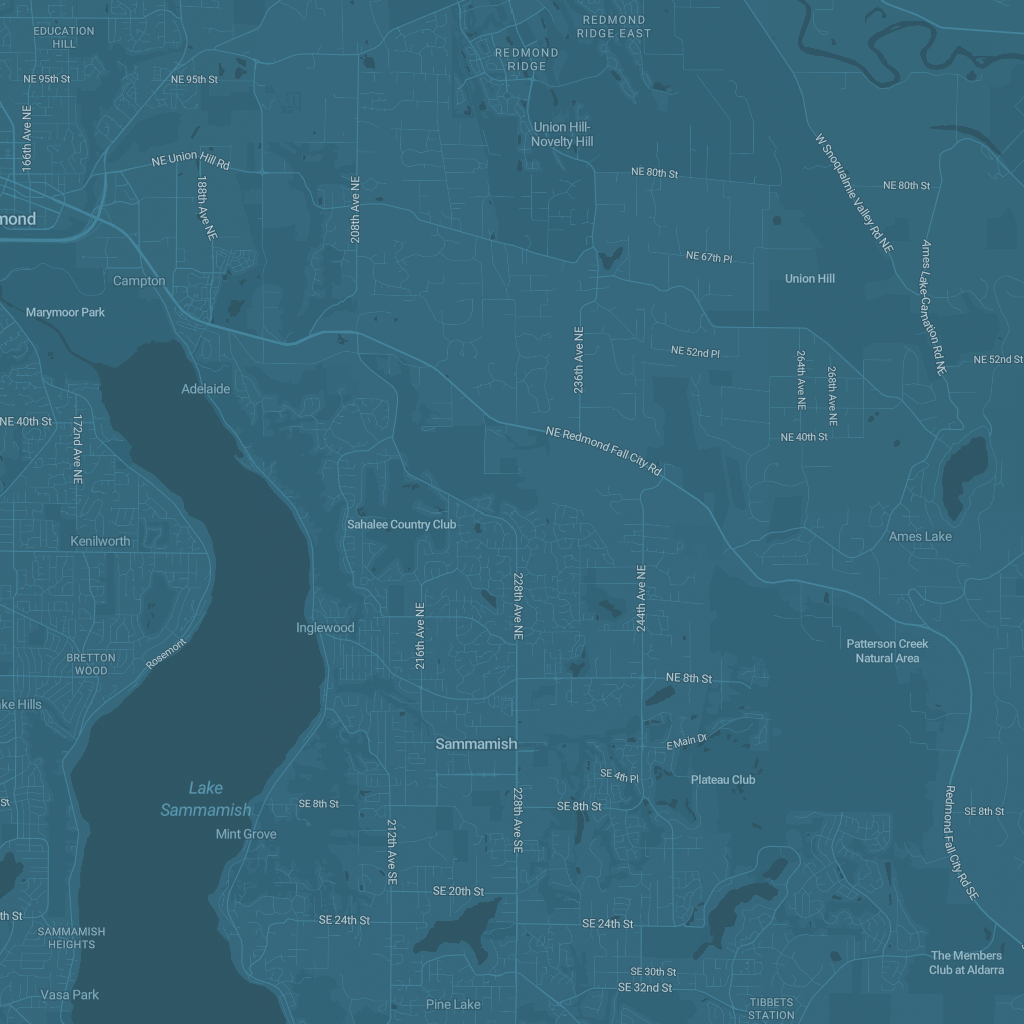 REDMOND
RIDGE EAST
EDUCATION
HILL
REDMOND
RIDGE
NE 95th St
NE 95th St
166th Ave NE
Union Hill-
Novelty Hill
W Snoqualmie Valley Rd NE
NE Union Hill Rd
NE 80th St
NE 80th St
188th Ave NE
208th Ave NE
mond
NE 67th Pl
Ames Lake-Carnation Rd NE
Campton
Union Hill
Marymoor Park
236th Ave NE
NE 52nd Pl
NE 52nd St
264th Ave NE
268th Ave NE
Adelaide
NE 40th St
172nd Ave NE
NE 40th St
NE Redmond Fall City Rd
Sahalee Country Club
Ames Lake
Kenilworth
228th Ave NE
244th Ave NE
216th Ave NE
Inglewood
Rosemont
Patterson Creek
Natural Area
BRETTON
WOOD
NE 8th St
ke Hills
Sammamish
E Main Dr
SE 4th Pl
Plateau Club
Lake
Sammamish
St
SE 8th St
228th Ave SE
SE 8th St
Redmond Fall City Rd SE
SE 8th St
Mint Grove
212th Ave SE
SE 20th St
th St
SE 24th St
SE 24th St
SAMMAMISH
HEIGHTS
The Members
Club at Aldarra
SE 30th St
SE 32nd St
Vasa Park
Pine Lake
TIBBETS
STATION